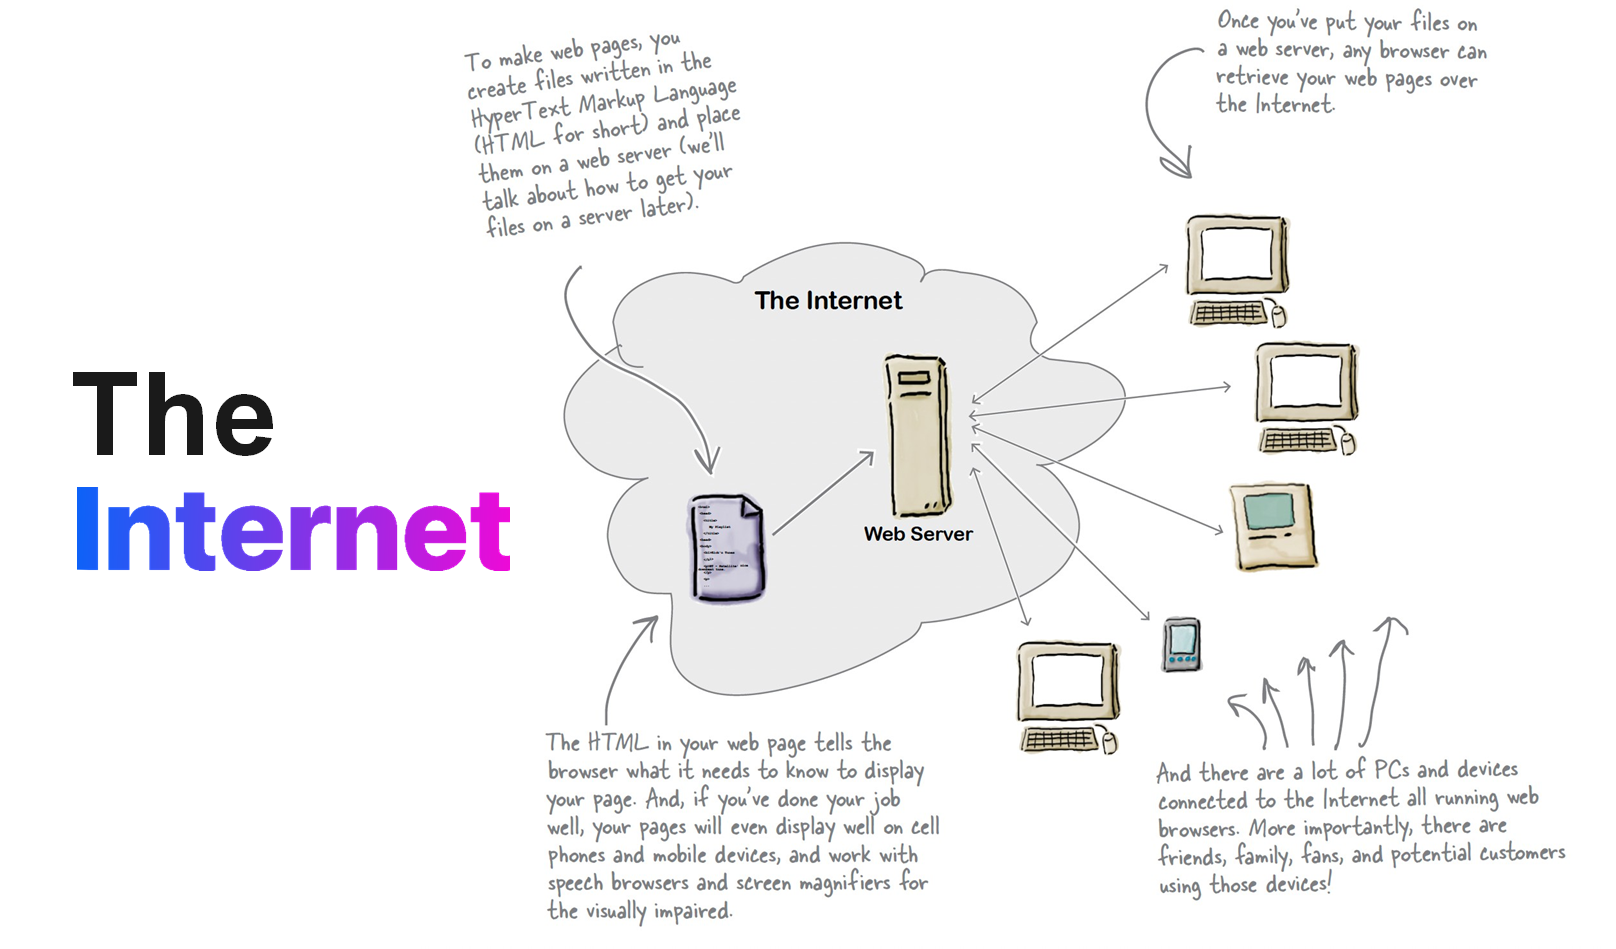 The
Internet
To make web pages, you
create files written in the
HyperText Markup Language
(HTML for short) and place
them on a web server (we'll
talk about how to get your
files on a server later).
Once you've put your files on
a web server, any browser can
retrieve your web pages over
the Internet.
The Internet
Web Server
The HTML in your web page tells the
browser what it needs to know to display
your page. And, if you've done your job
well, your pages will even display well on cell
phones and mobile devices, and work with
speech browsers and screen magnifiers for
the visually impaired.
And there are a lot of PCs and devices
connected to the Internet all running web
browsers. More importantly, there are
friends, family, fans, and potential customers
using those devices!